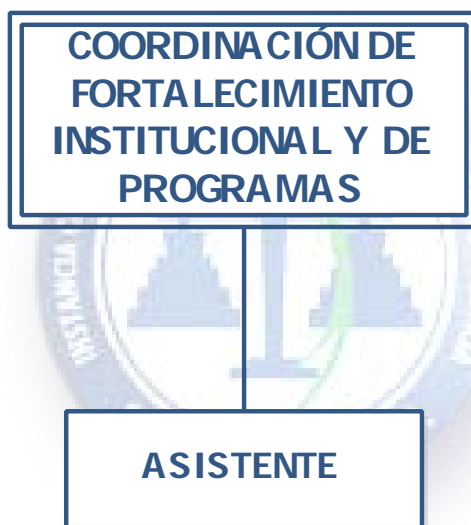 COORDINACIÓN DE
FORTALECIMIENTO
INSTITUCIONAL Y DE
PROGRAMAS
ASISTENTE